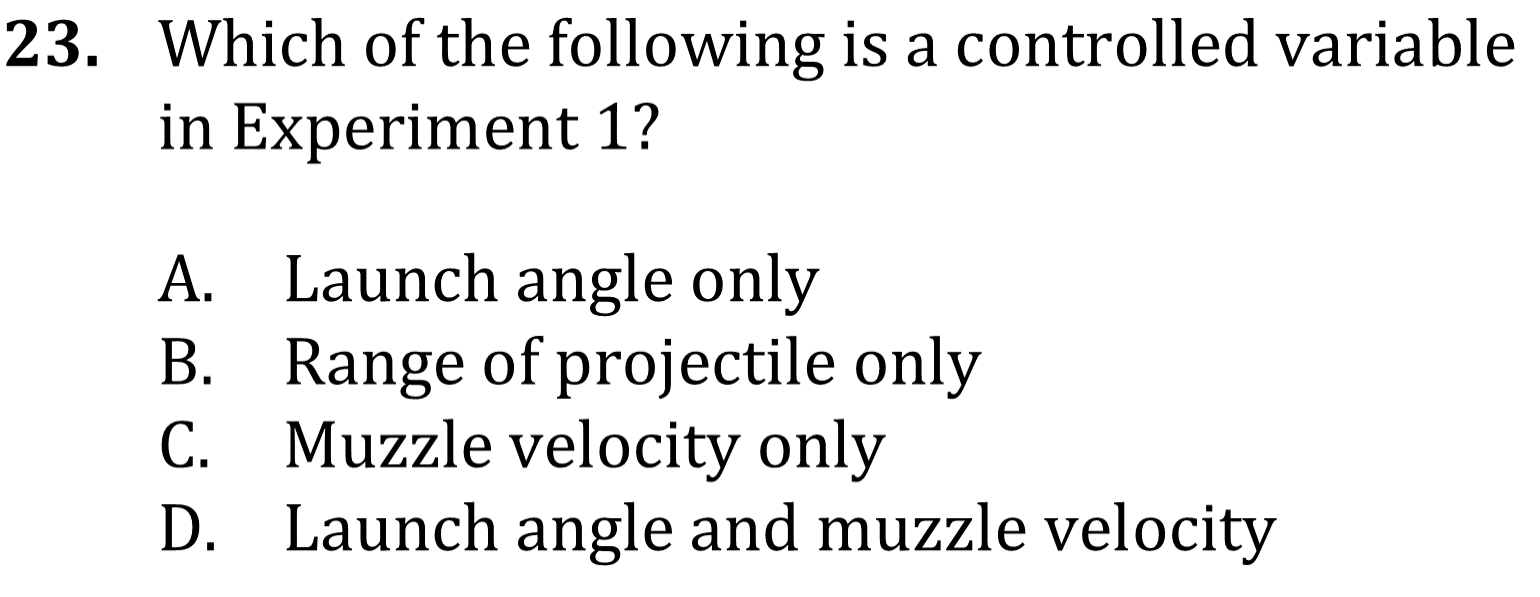 23. Which of the following is a controlled variable
in Experiment 1?
A. Launch angle only
B. Range of projectile only
C. Muzzle velocity only
D. Launch angle and muzzle velocity